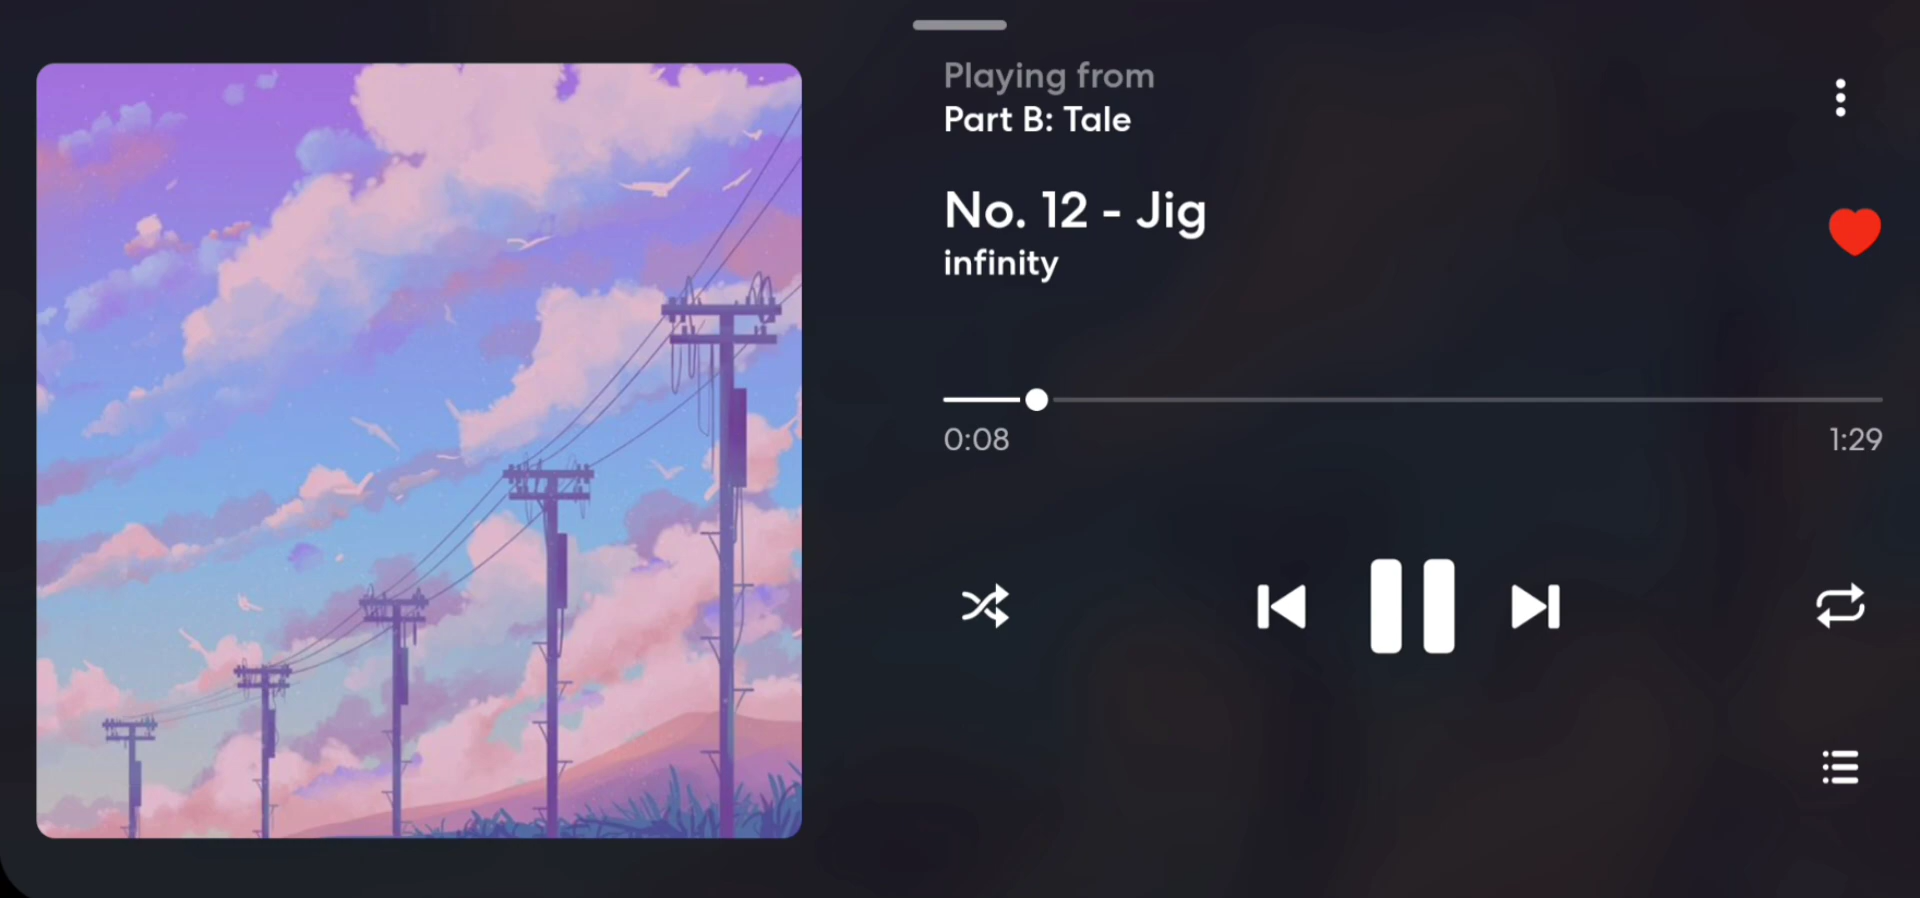 Playing from
Part B: Tale
No. 12 - Jig
infinity
0:08
1:29